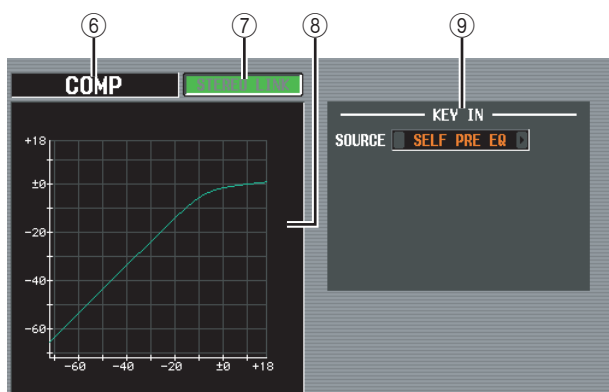 ⑥ ⑦ ⑧ ⑨
COMP
STEREO LINK
KEY IN
SOURCE SELF PRE EQ
+18
±0
-20
-40
-60
-60 -40 -20 ±0 +18